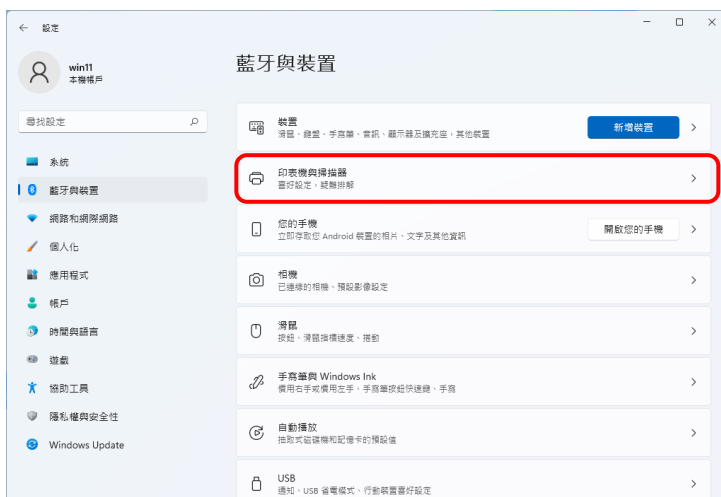 設定
win11
本機帳戶
尋找設定
系統
藍牙與裝置
網路和網際網路
個人化
應用程式
帳戶
時間與語言
遊戲
協助工具
隱私權與安全性
Windows Update
藍牙與裝置
裝置
滑鼠、鍵盤、手寫筆、音訊、顯示器及擴充座，其他裝置
新增裝置
印表機與掃描器
喜好設定，疑難排解
您的手機
立即存取您 Android 裝置的相片、文字及其他資訊
開啟您的手機
相機
已連線的相機、預設影像設定
滑鼠
按鈕、滑鼠指標速度、捲動
手寫筆與 Windows Ink
慣用右手或慣用左手、手寫筆按鈕快速鍵、手寫
自動播放
抽取式磁碟機和記憶卡的預設值
USB
通知、USB 省電模式、行動裝置喜好設定